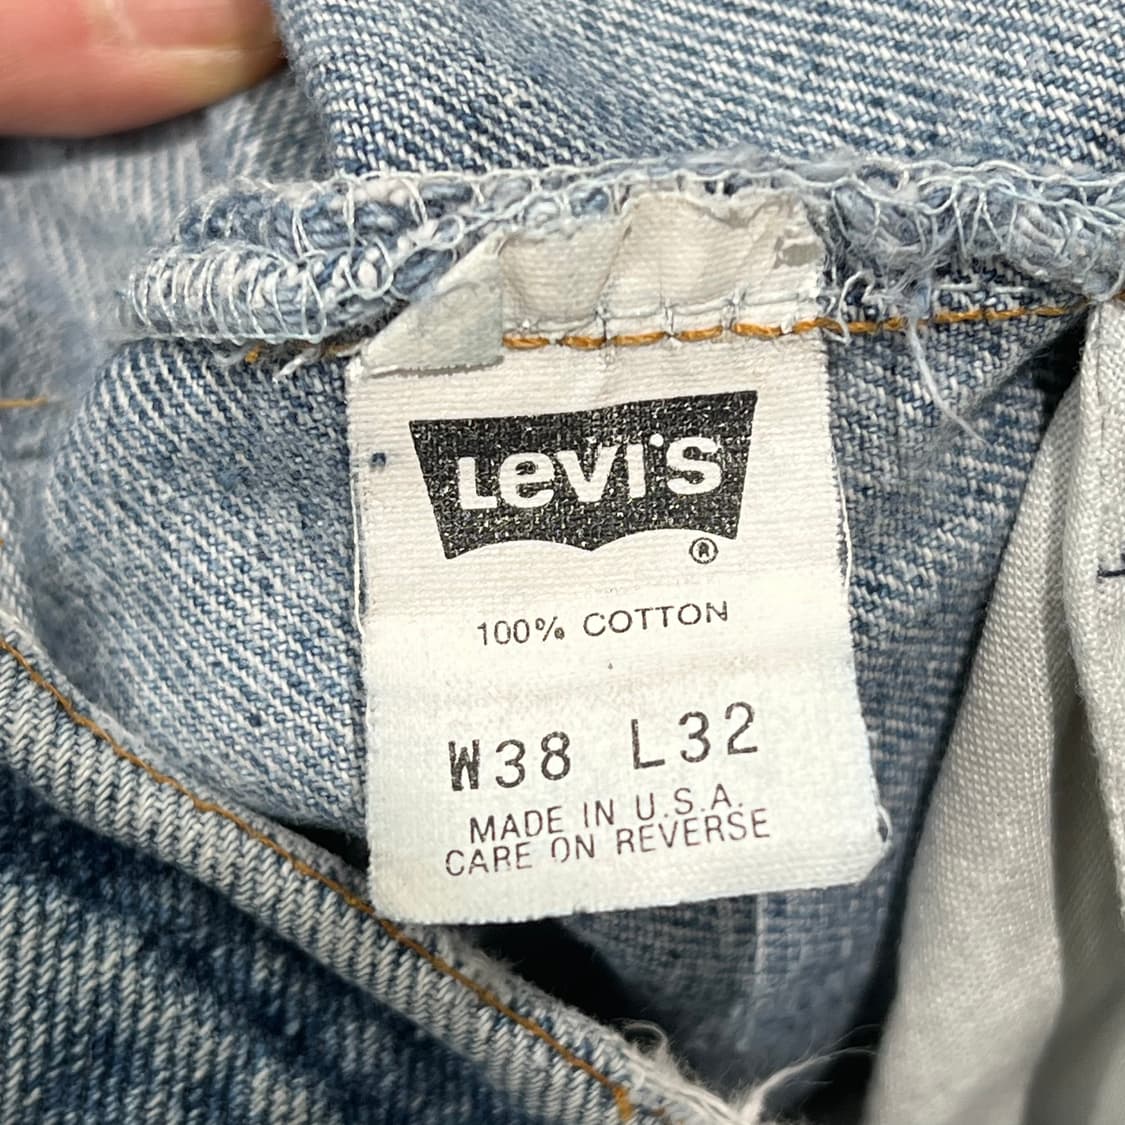 LEVI'S
®
100% COTTON
W38 L32
MADE IN U.S.A.
CARE ON REVERSE